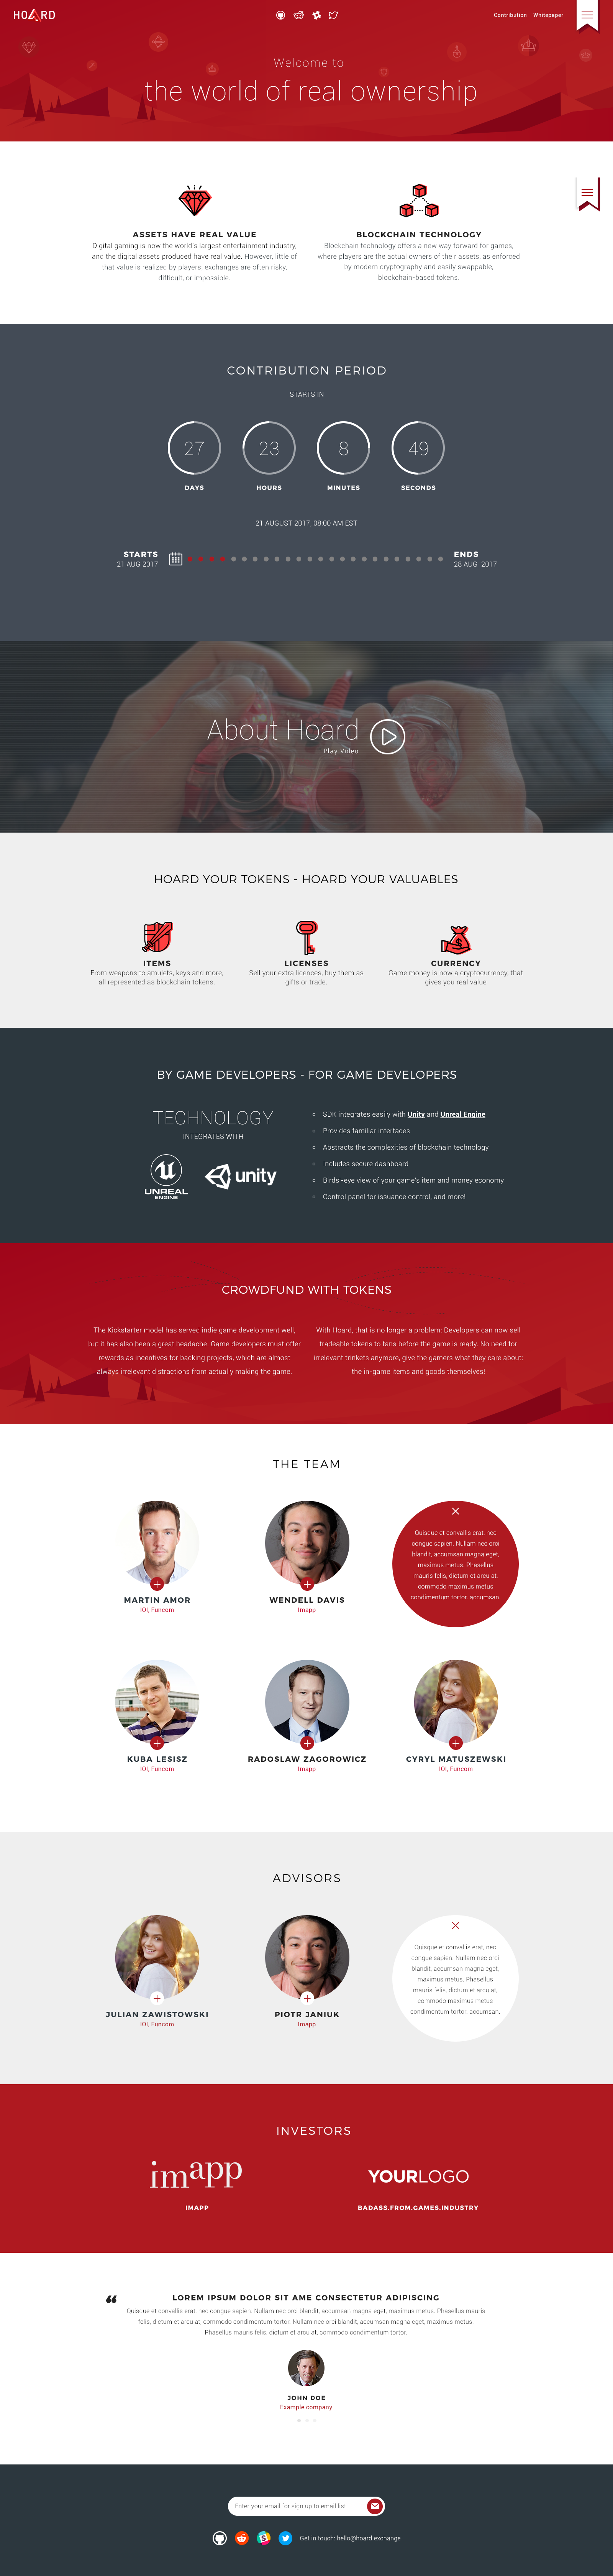 HOARD
Contribution Whitepaper
Welcome to
the world of real ownership
ASSETS HAVE REAL VALUE
Digital gaming is now the world's largest entertainment industry,
and the digital assets produced have real value. However, little of
that value is realized by players; exchanges are often risky,
difficult, or impossible.
BLOCKCHAIN TECHNOLOGY
Blockchain technology offers a new way forward for games,
where players are the actual owners of their assets, as enforced
by modern cryptography and easily swappable,
blockchain-based tokens.
CONTRIBUTION PERIOD
STARTS IN
27 23 8 49
DAYS HOURS MINUTES SECONDS
21 AUGUST 2017, 08:00 AM EST
STARTS
21 AUG 2017
ENDS
28 AUG 2017
About Hoard
Play Video
HOARD YOUR TOKENS - HOARD YOUR VALUABLES
ITEMS
From weapons to amulets, keys and more,
all represented as blockchain tokens.
LICENSES
Sell your extra licences, buy them as
gifts or trade.
CURRENCY
Game money is now a cryptocurrency, that
gives you real value
BY GAME DEVELOPERS - FOR GAME DEVELOPERS
TECHNOLOGY
INTEGRATES WITH
UNREAL
ENGINE
unity
SDK integrates easily with Unity and Unreal Engine
Provides familiar interfaces
Abstracts the complexities of blockchain technology
Includes secure dashboard
Birds'-eye view of your game's item and money economy
Control panel for issuance control, and more!
CROWDFUND WITH TOKENS
The Kickstarter model has served indie game development well,
but it has also been a great headache. Game developers must offer
rewards as incentives for backing projects, which are almost
always irrelevant distractions from actually making the game.
With Hoard, that is no longer a problem: Developers can now sell
tradeable tokens to fans before the game is ready. No need for
irrelevant trinkets anymore, give the gamers what they care about:
the in-game items and goods themselves!
THE TEAM
MARTIN AMOR
IOI, Funcom
WENDELL DAVIS
Imapp
Quisque et convallis erat, nec
congue sapien. Nullam nec orci
blandit, accumsan magna eget,
maximus metus. Phasellus
mauris felis, dictum et arcu at,
commodo maximus metus
condimentum tortor. accumsan.
KUBA LESISZ
IOI, Funcom
RADOSLAW ZAGOROWICZ
Imapp
CYRYL MATUSZEWSKI
IOI, Funcom
ADVISORS
JULIAN ZAWISTOWSKI
IOI, Funcom
PIOTR JANIUK
Imapp
Quisque et convallis erat, nec
congue sapien. Nullam nec orci
blandit, accumsan magna eget,
maximus metus. Phasellus
mauris felis, dictum et arcu at,
commodo maximus metus
condimentum tortor. accumsan.
INVESTORS
imapp
IMAPP
YOURLOGO
BADASS.FROM.GAMES.INDUSTRY
“
LOREM IPSUM DOLOR SIT AME CONSECTETUR ADIPISCING
Quisque et convallis erat, nec congue sapien. Nullam nec orci blandit, accumsan magna eget, maximus metus. Phasellus mauris
felis, dictum et arcu at, commodo condimentum tortor. Nullam nec orci blandit, accumsan magna eget, maximus metus.
Phasellus mauris felis, dictum et arcu at, commodo condimentum tortor.
JOHN DOE
Example company
Enter your email for sign up to email list
Get in touch: hello@hoard.exchange